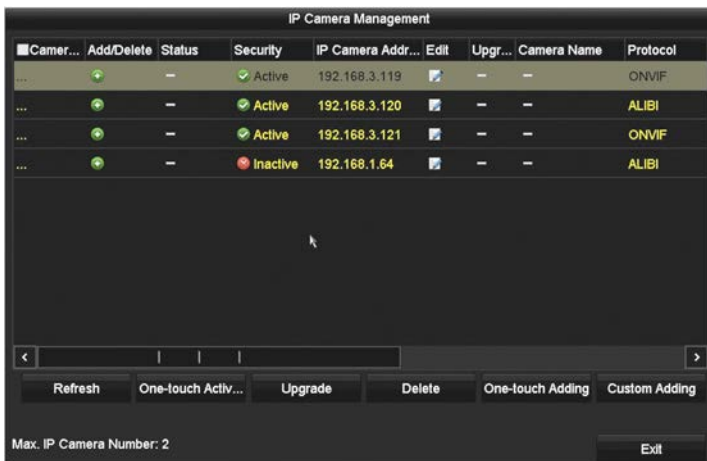 IP Camera Management
Camer... Add/Delete Status Security IP Camera Addr... Edit Upgr... Camera Name Protocol
... – Active 192.168.3.119 – – ONVIF
... – Active 192.168.3.120 – – ALIBI
... – Active 192.168.3.121 – – ONVIF
... – Inactive 192.168.1.64 – – ALIBI
Refresh One-touch Activ... Upgrade Delete One-touch Adding Custom Adding
Max. IP Camera Number: 2
Exit